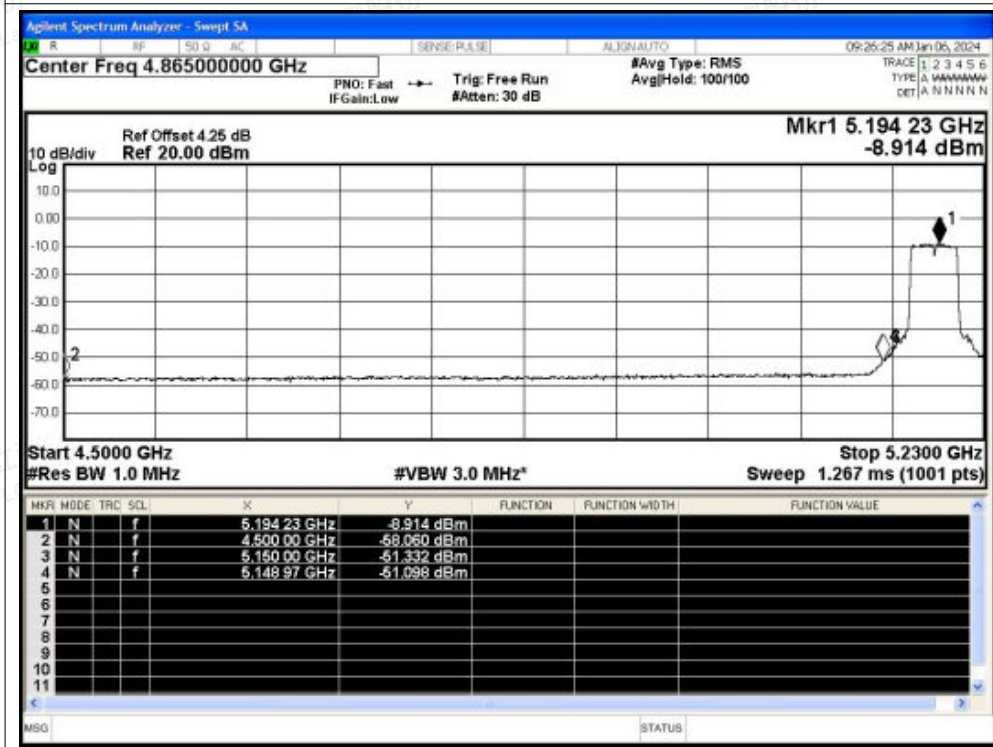 Agilent Spectrum Analyzer - Swept SA
LXI R RF 50 Ω AC SENSE:PULSE ALIGNAUTO 09:26:25 AM Jan 06, 2024
Center Freq 4.865000000 GHz
PNO: Fast Trig: Free Run #Avg Type: RMS TRACE 1 2 3 4 5 6
IFGain:Low #Atten: 30 dB Avg|Hold: 100/100 TYPE A WWWWW
DET A N N N N N
Mkr1 5.194 23 GHz
-8.914 dBm
Ref Offset 4.25 dB
10 dB/div Ref 20.00 dBm
Log
10.0
0.00
-10.0
-20.0
-30.0
-40.0
-50.0
-60.0
-70.0
1
2
Start 4.5000 GHz Stop 5.2300 GHz
#Res BW 1.0 MHz #VBW 3.0 MHz* Sweep 1.267 ms (1001 pts)
MKR MODE TRC SCL X Y FUNCTION FUNCTION WIDTH FUNCTION VALUE
1 N f 5.194 23 GHz -8.914 dBm
2 N f 4.500 00 GHz -58.060 dBm
3 N f 5.150 00 GHz -51.332 dBm
4 N f 5.148 97 GHz -51.098 dBm
5
6
7
8
9
10
11
MSG STATUS